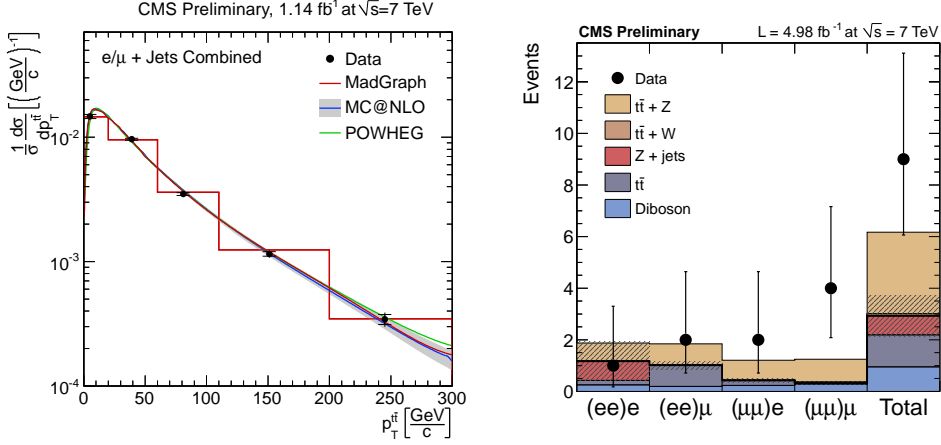 CMS Preliminary, 1.14 fb⁻¹ at √s=7 TeV
e/μ + Jets Combined
Data
MadGraph
MC@NLO
POWHEG
1/σ dσ/dp_T^{tt̄} [(GeV/c)⁻¹]
10⁻²
10⁻³
10⁻⁴
0 50 100 150 200 250 300
p_T^{tt̄} [GeV/c]
CMS Preliminary L = 4.98 fb⁻¹ at √s = 7 TeV
Events
Data
tt̄ + Z
tt̄ + W
Z + jets
tt̄
Diboson
12
10
8
6
4
2
0
(ee)e (ee)μ (μμ)e (μμ)μ Total